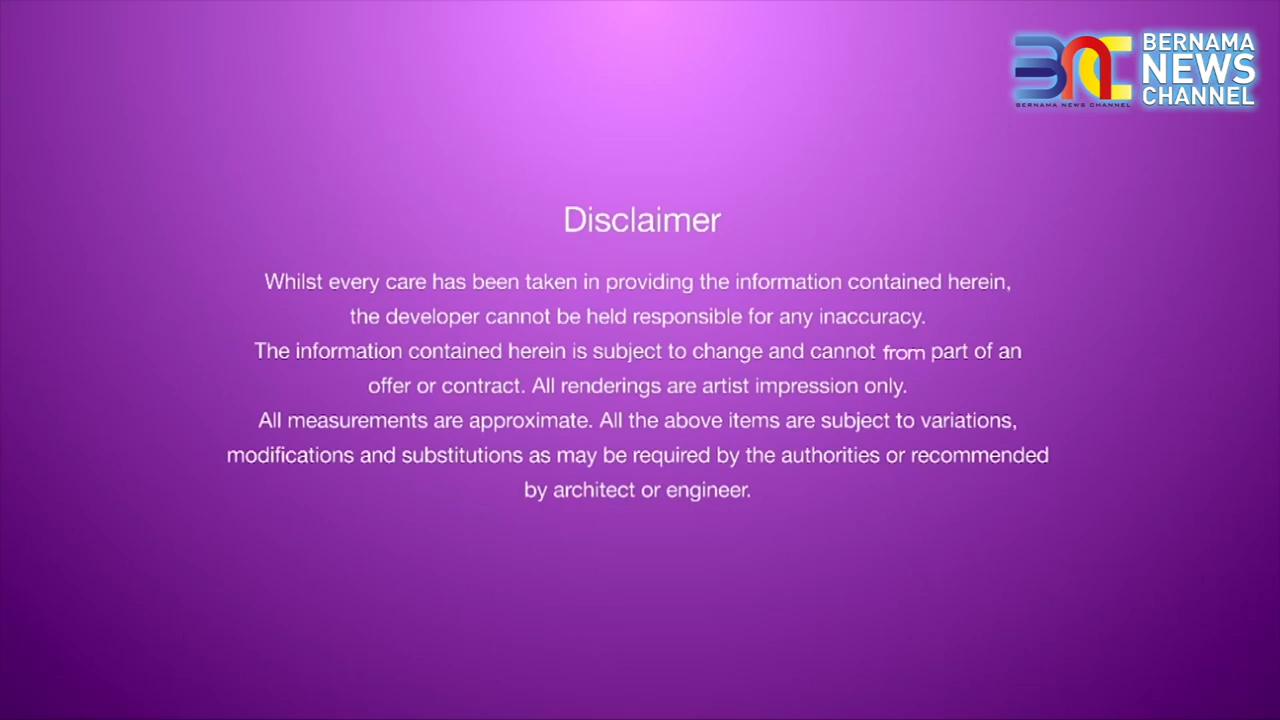 BERNAMA
NEWS
CHANNEL
BERNAMA NEWS CHANNEL
Disclaimer
Whilst every care has been taken in providing the information contained herein,
the developer cannot be held responsible for any inaccuracy.
The information contained herein is subject to change and cannot from part of an
offer or contract. All renderings are artist impression only.
All measurements are approximate. All the above items are subject to variations,
modifications and substitutions as may be required by the authorities or recommended
by architect or engineer.